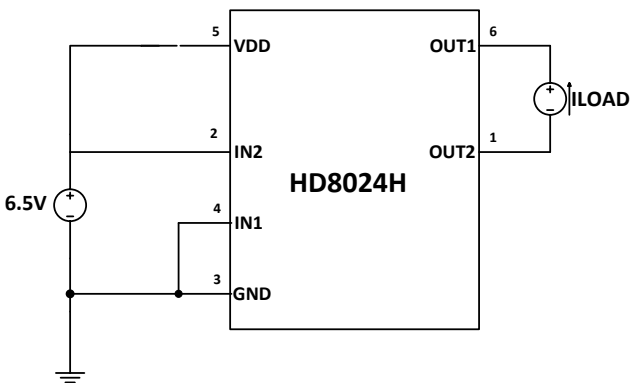 5 VDD OUT1 6
+
− ILOAD
2 IN2 OUT2 1
HD8024H
+
6.5V
−
4 IN1
3 GND